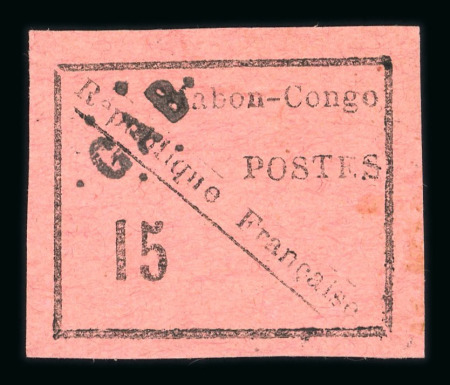 Gabon-Congo
POSTES
République Française
15
G A B